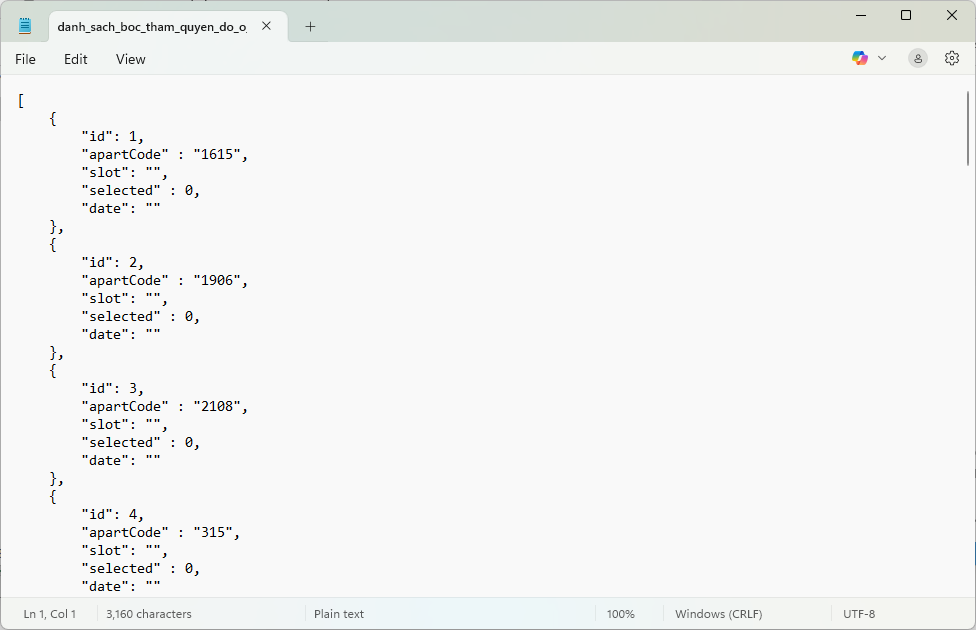 danh_sach_boc_tham_quyen_do_o
File Edit View
[
    {
        "id": 1,
        "apartCode" : "1615",
        "slot": "",
        "selected" : 0,
        "date": ""
    },
    {
        "id": 2,
        "apartCode" : "1906",
        "slot": "",
        "selected" : 0,
        "date": ""
    },
    {
        "id": 3,
        "apartCode" : "2108",
        "slot": "",
        "selected" : 0,
        "date": ""
    },
    {
        "id": 4,
        "apartCode" : "315",
        "slot": "",
        "selected" : 0,
        "date": ""
Ln 1, Col 1 3,160 characters Plain text 100% Windows (CRLF) UTF-8